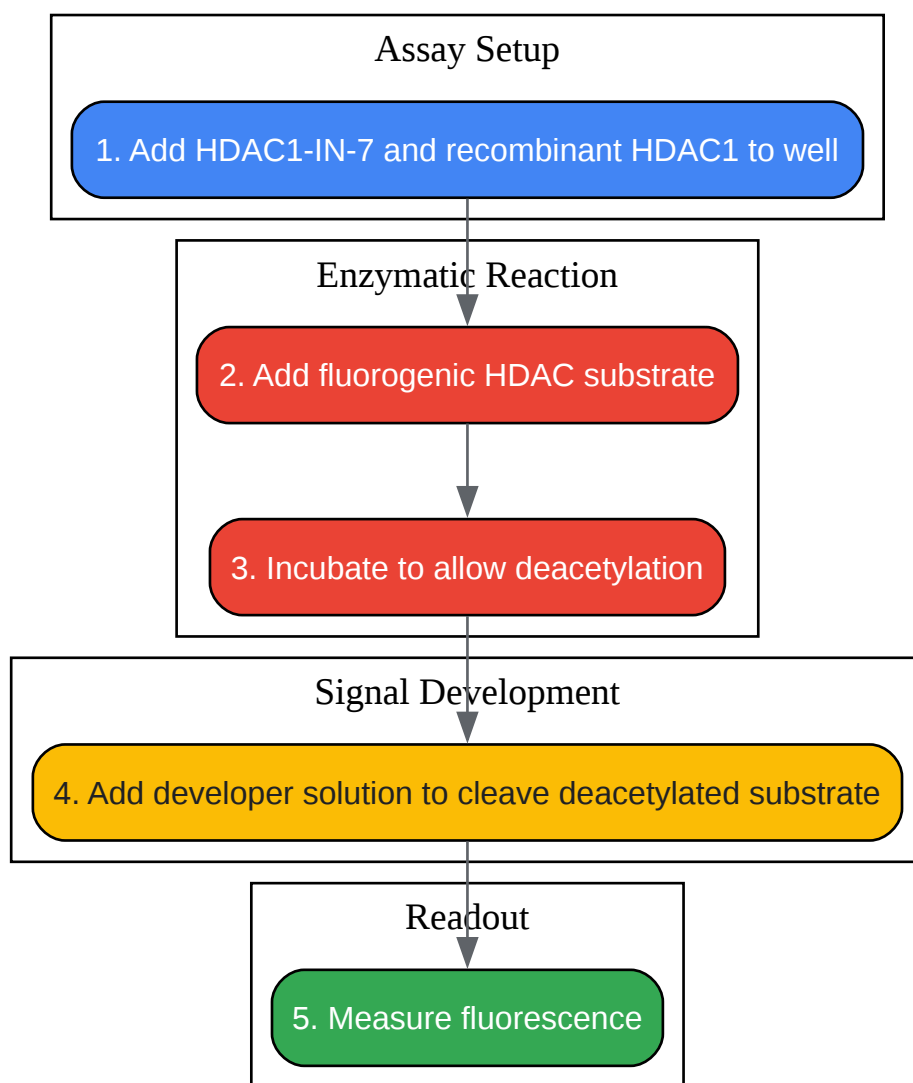 Assay Setup
1. Add HDAC1-IN-7 and recombinant HDAC1 to well
Enzymatic Reaction
2. Add fluorogenic HDAC substrate
3. Incubate to allow deacetylation
Signal Development
4. Add developer solution to cleave deacetylated substrate
Readout
5. Measure fluorescence